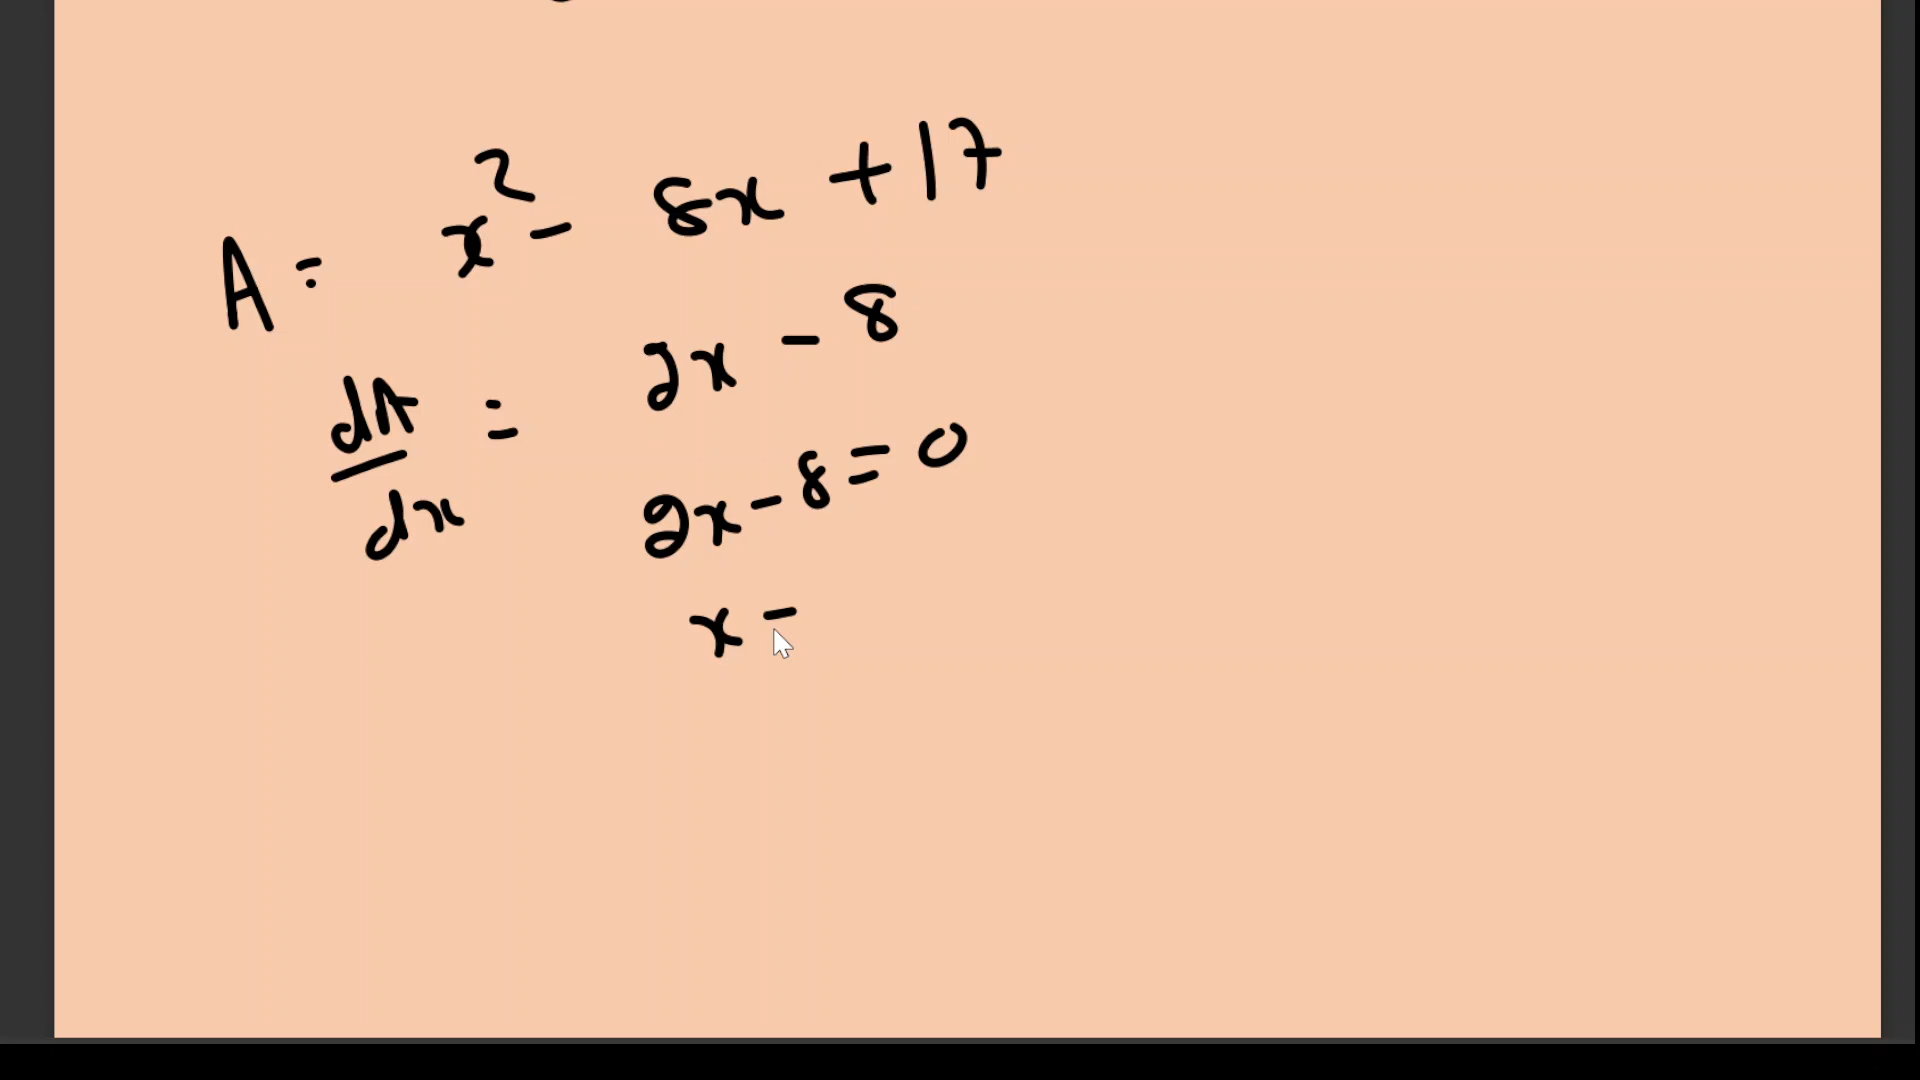 A = x² - 8x + 17
dA/dx = 2x - 8
2x - 8 = 0
x =